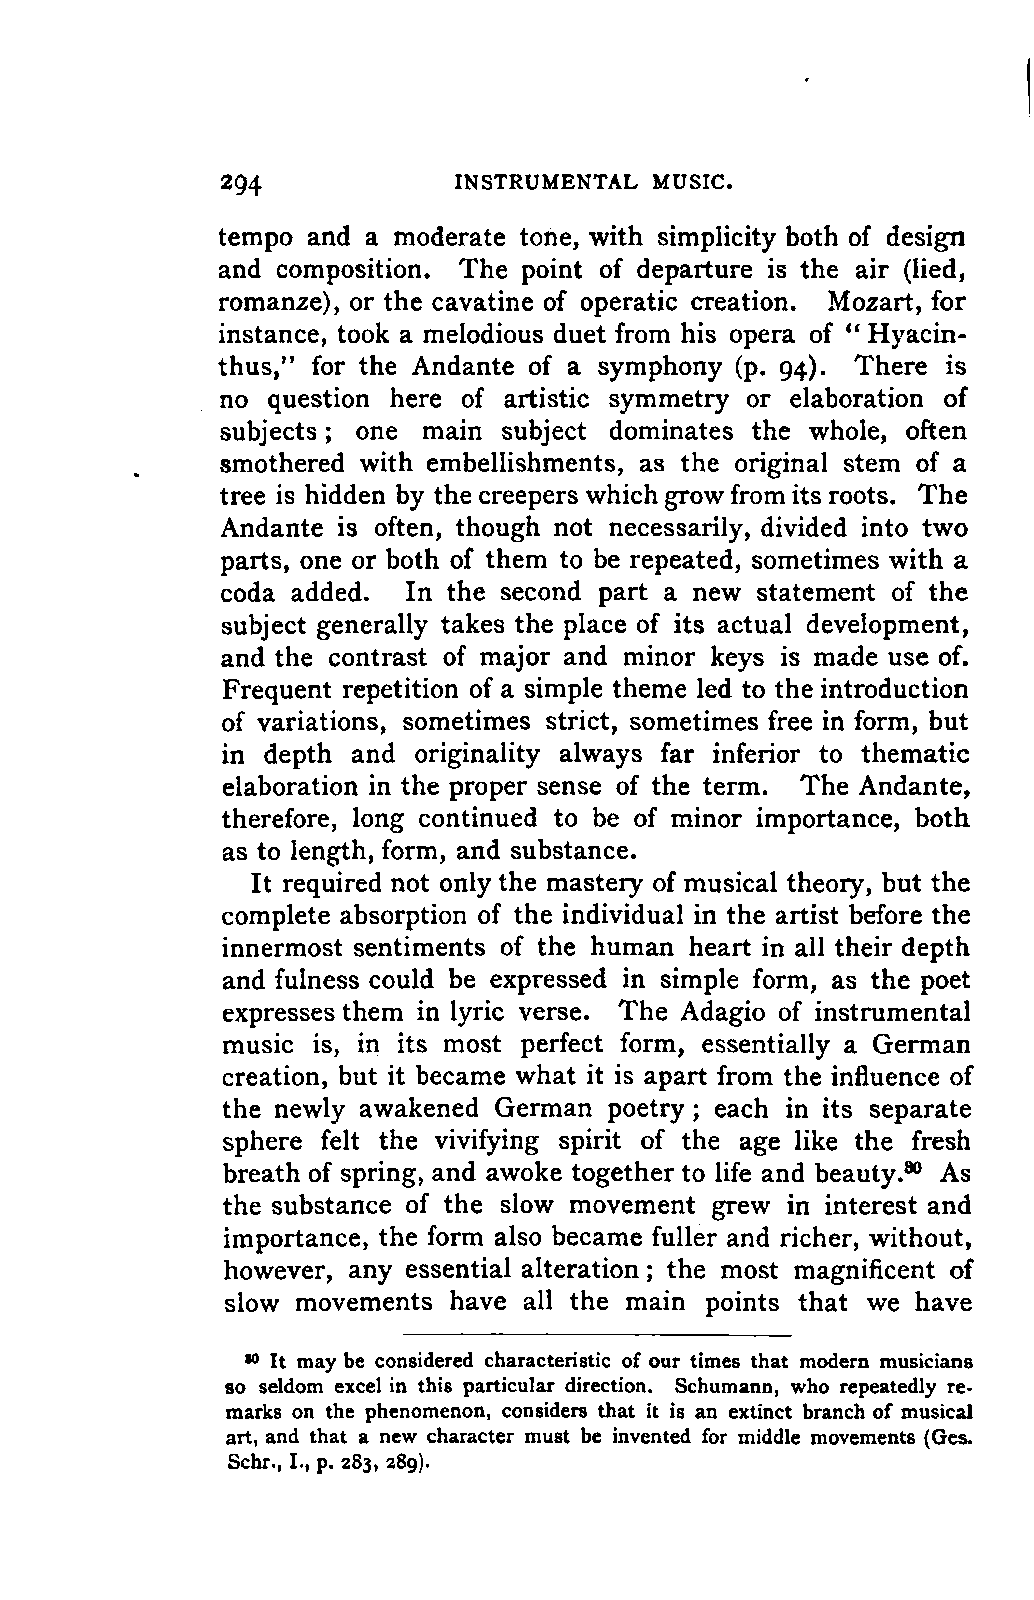 294 INSTRUMENTAL MUSIC.
tempo and a moderate tone, with simplicity both of design
and composition. The point of departure is the air (lied,
romanze), or the cavatine of operatic creation. Mozart, for
instance, took a melodious duet from his opera of “ Hyacin-
thus,” for the Andante of a symphony (p. 94). There is
no question here of artistic symmetry or elaboration of
subjects ; one main subject dominates the whole, often
smothered with embellishments, as the original stem of a
tree is hidden by the creepers which grow from its roots. The
Andante is often, though not necessarily, divided into two
parts, one or both of them to be repeated, sometimes with a
coda added. In the second part a new statement of the
subject generally takes the place of its actual development,
and the contrast of major and minor keys is made use of.
Frequent repetition of a simple theme led to the introduction
of variations, sometimes strict, sometimes free in form, but
in depth and originality always far inferior to thematic
elaboration in the proper sense of the term. The Andante,
therefore, long continued to be of minor importance, both
as to length, form, and substance.
It required not only the mastery of musical theory, but the
complete absorption of the individual in the artist before the
innermost sentiments of the human heart in all their depth
and fulness could be expressed in simple form, as the poet
expresses them in lyric verse. The Adagio of instrumental
music is, in its most perfect form, essentially a German
creation, but it became what it is apart from the influence of
the newly awakened German poetry ; each in its separate
sphere felt the vivifying spirit of the age like the fresh
breath of spring, and awoke together to life and beauty.⁸⁰ As
the substance of the slow movement grew in interest and
importance, the form also became fuller and richer, without,
however, any essential alteration ; the most magnificent of
slow movements have all the main points that we have
⁸⁰ It may be considered characteristic of our times that modern musicians
so seldom excel in this particular direction. Schumann, who repeatedly re-
marks on the phenomenon, considers that it is an extinct branch of musical
art, and that a new character must be invented for middle movements (Ges.
Schr., I., p. 283, 289).